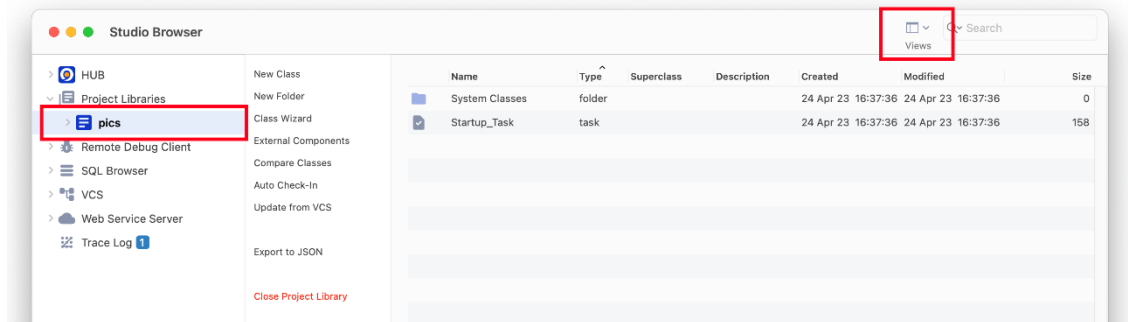 Studio Browser
Search
Views
HUB
Project Libraries
pics
Remote Debug Client
SQL Browser
VCS
Web Service Server
Trace Log 1
New Class
New Folder
Class Wizard
External Components
Compare Classes
Auto Check-In
Update from VCS
Export to JSON
Close Project Library
Name Type Superclass Description Created Modified Size
System Classes folder 24 Apr 23 16:37:36 24 Apr 23 16:37:36 0
Startup_Task task 24 Apr 23 16:37:36 24 Apr 23 16:37:36 158